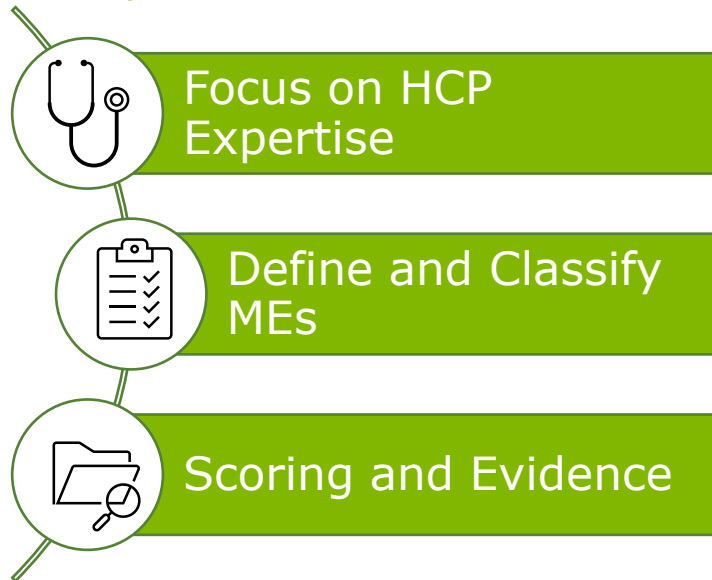 Focus on HCP
Expertise
Define and Classify
MEs
Scoring and Evidence